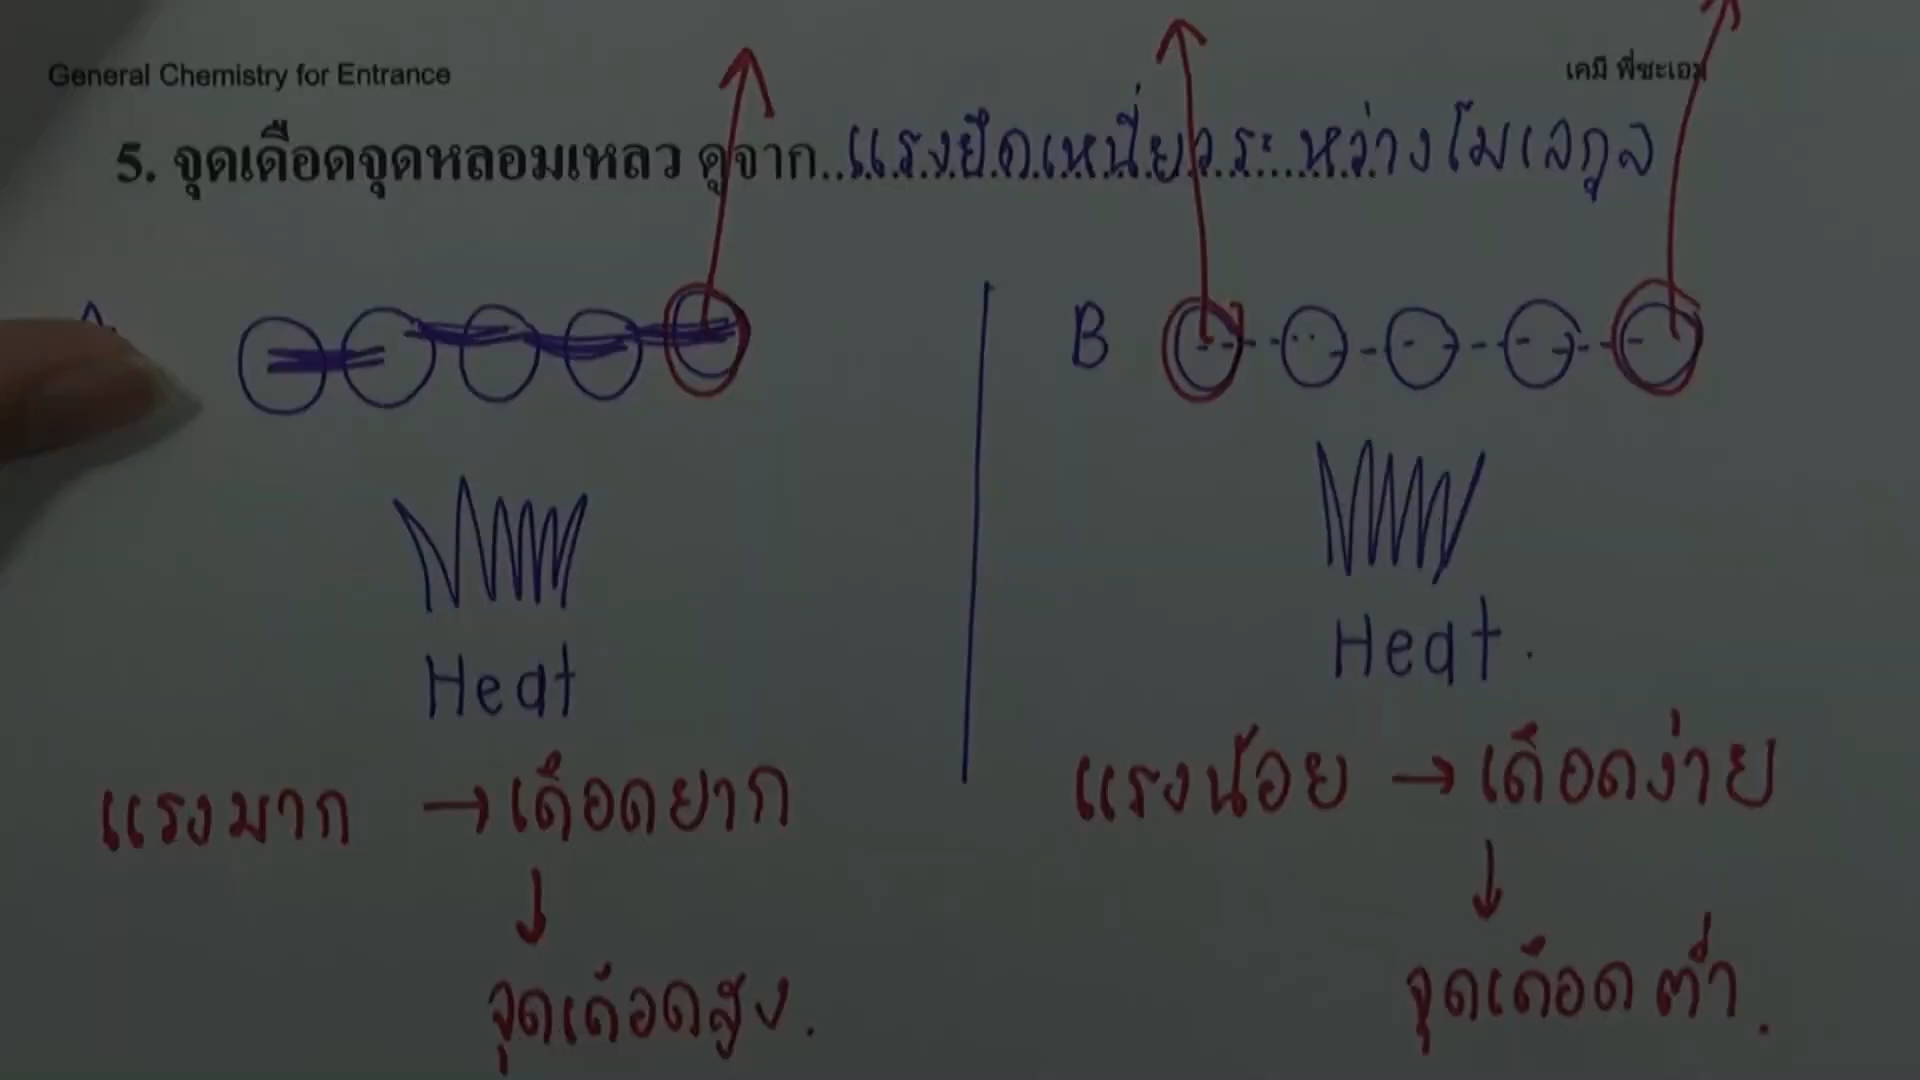 General Chemistry for Entrance
เคมี พี่ชะเอม
5. จุดเดือดจุดหลอมเหลว ดูจาก..แรงยึดเหนี่ยวระหว่างโมเลกุล
B
Heat
Heat.
แรงมาก → เดือดยาก
↓
จุดเดือดสูง.
แรงน้อย → เดือดง่าย
↓
จุดเดือดต่ำ.